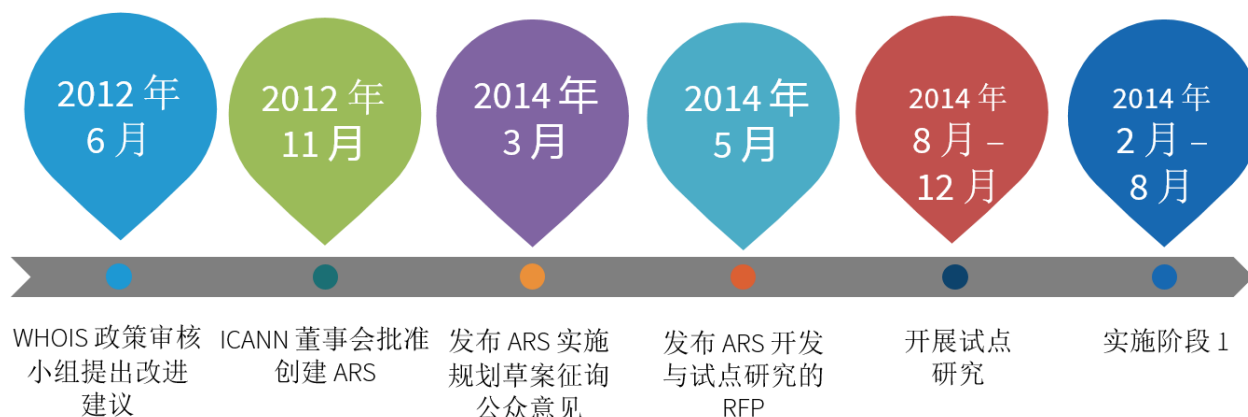 2012 年
6 月
2012 年
11 月
2014 年
3 月
2014 年
5 月
2014 年
8 月 –
12 月
2014 年
2 月 –
8 月
WHOIS 政策审核
小组提出改进
建议
ICANN 董事会批准
创建 ARS
发布 ARS 实施
规划草案征询
公众意见
发布 ARS 开发
与试点研究的
RFP
开展试点
研究
实施阶段 1